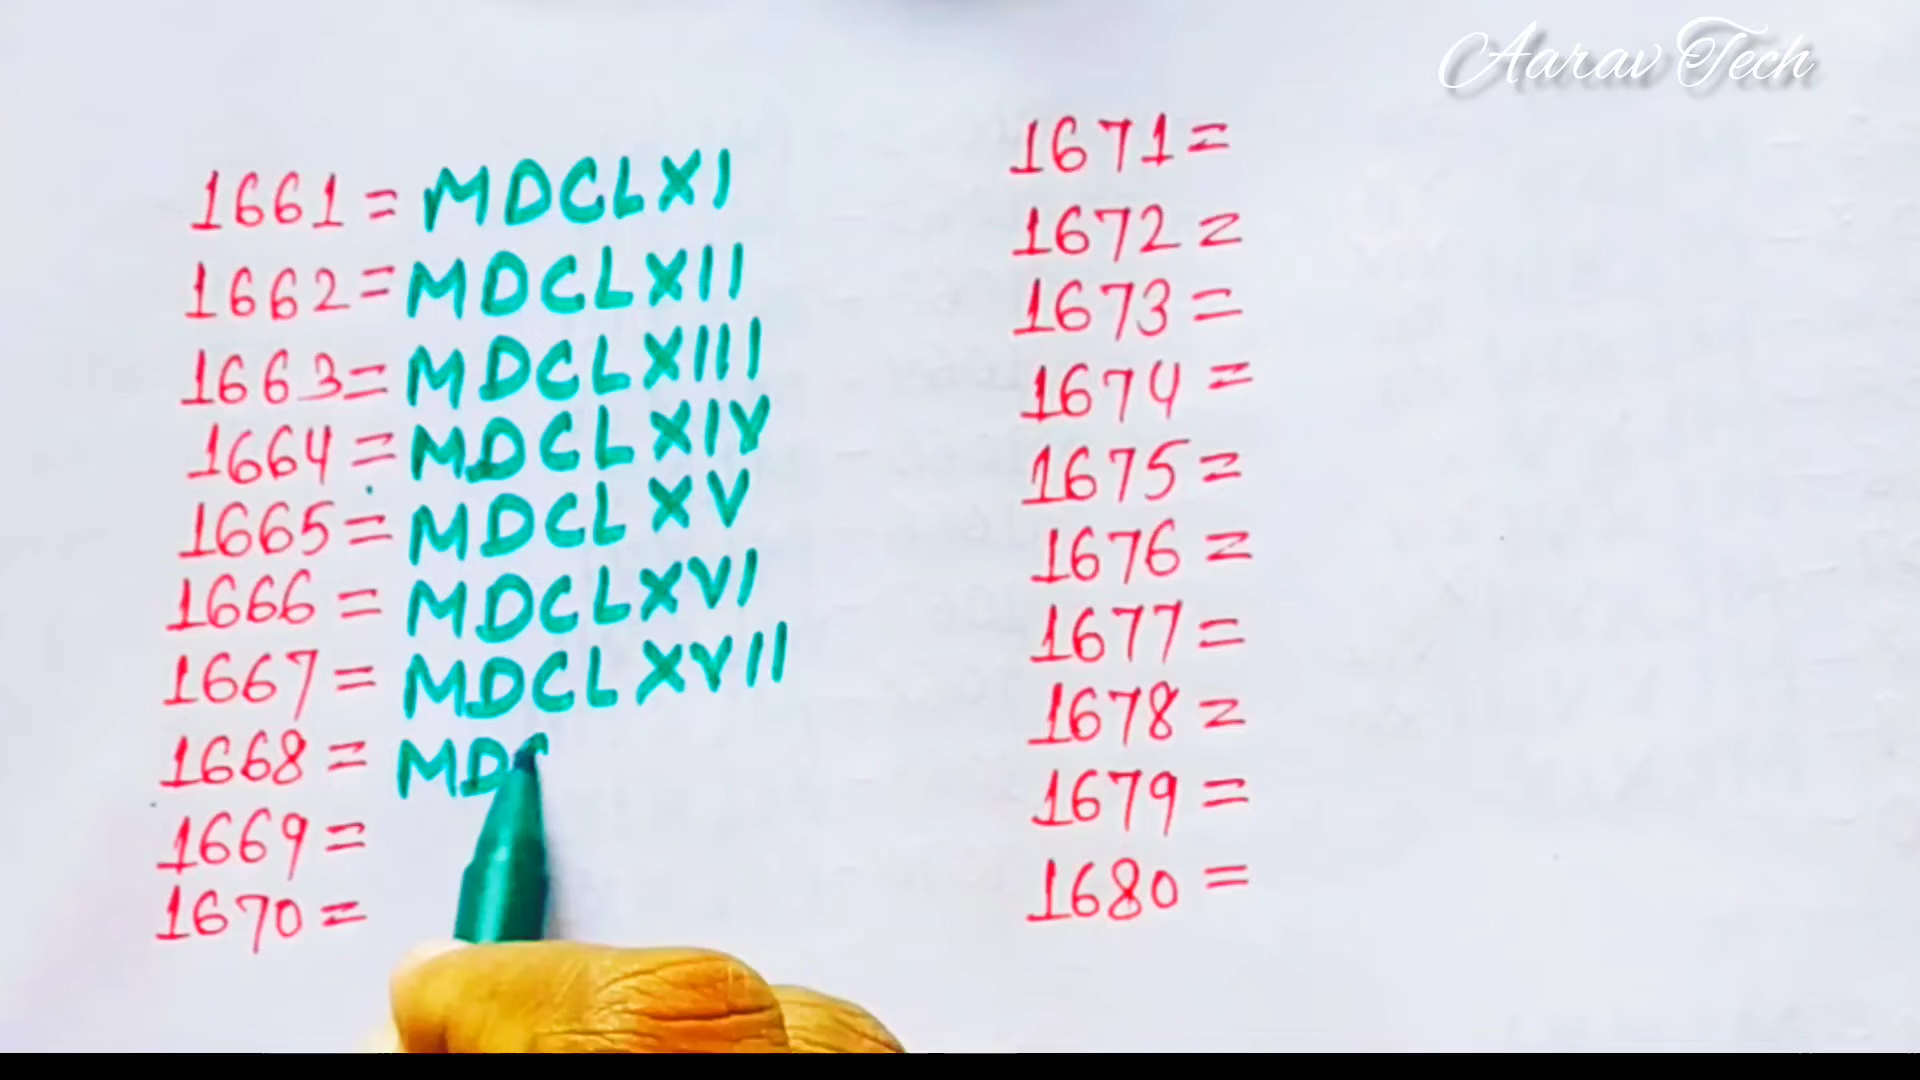 Aarav Tech
1661 = MDCLXI
1662 = MDCLXII
1663 = MDCLXIII
1664 = MDCLXIV
1665 = MDCLXV
1666 = MDCLXVI
1667 = MDCLXVII
1668 = MDC
1669 =
1670 =
1671 =
1672 =
1673 =
1674 =
1675 =
1676 =
1677 =
1678 =
1679 =
1680 =